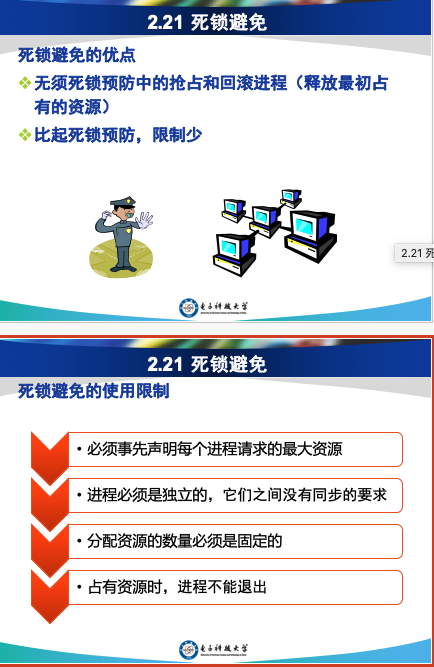 2.21 死锁避免
死锁避免的优点
无须死锁预防中的抢占和回滚进程（释放最初占
有的资源）
比起死锁预防，限制少
2.21 死
电子科技大学
2.21 死锁避免
死锁避免的使用限制
• 必须事先声明每个进程请求的最大资源
• 进程必须是独立的，它们之间没有同步的要求
• 分配资源的数量必须是固定的
• 占有资源时，进程不能退出
电子科技大学